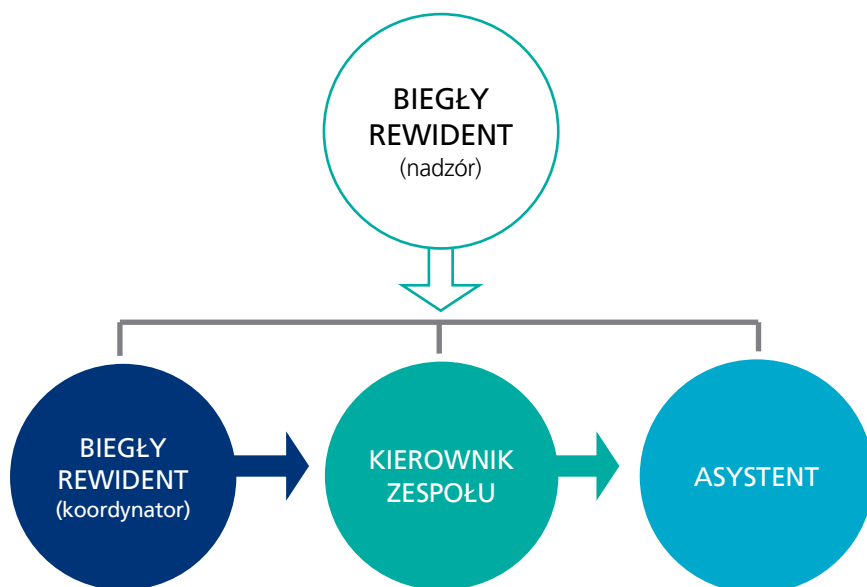 BIEGŁY
REWIDENT
(nadzór)
BIEGŁY
REWIDENT
(koordynator)
KIEROWNIK
ZESPOŁU
ASYSTENT